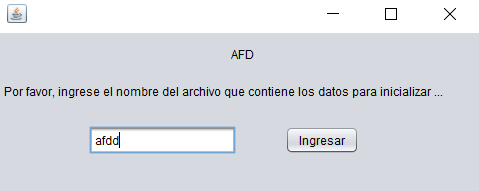 AFD
Por favor, ingrese el nombre del archivo que contiene los datos para inicializar ...
afdd
Ingresar